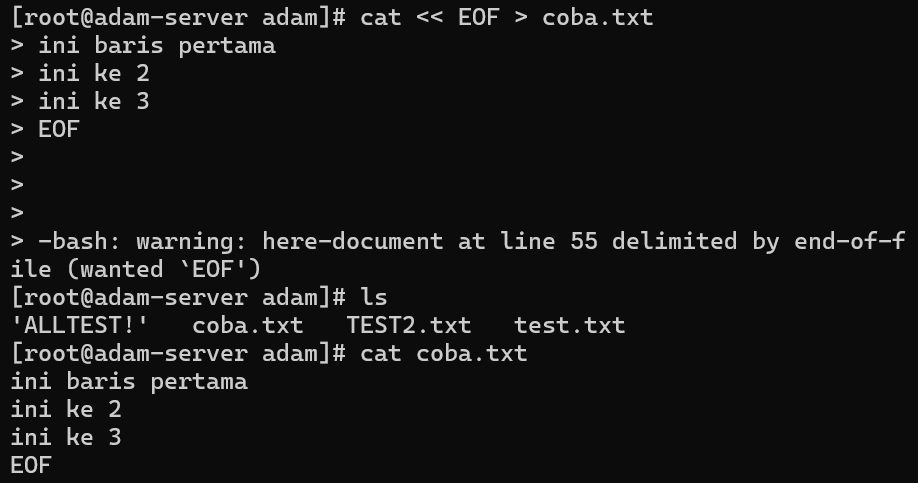 [root@adam-server adam]# cat << EOF > coba.txt
> ini baris pertama
> ini ke 2
> ini ke 3
> EOF
>
>
>
> -bash: warning: here-document at line 55 delimited by end-of-f
ile (wanted `EOF')
[root@adam-server adam]# ls
'ALLTEST!'   coba.txt   TEST2.txt   test.txt
[root@adam-server adam]# cat coba.txt
ini baris pertama
ini ke 2
ini ke 3
EOF